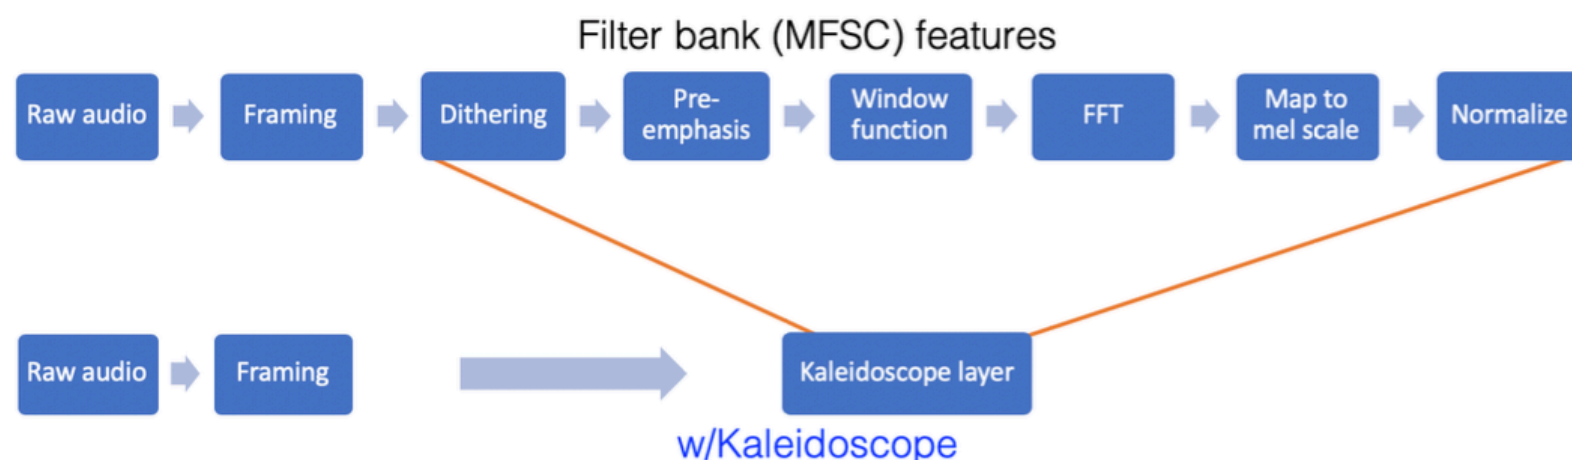 Filter bank (MFSC) features
Raw audio
Framing
Dithering
Pre-
emphasis
Window
function
FFT
Map to
mel scale
Normalize
Raw audio
Framing
Kaleidoscope layer
w/Kaleidoscope